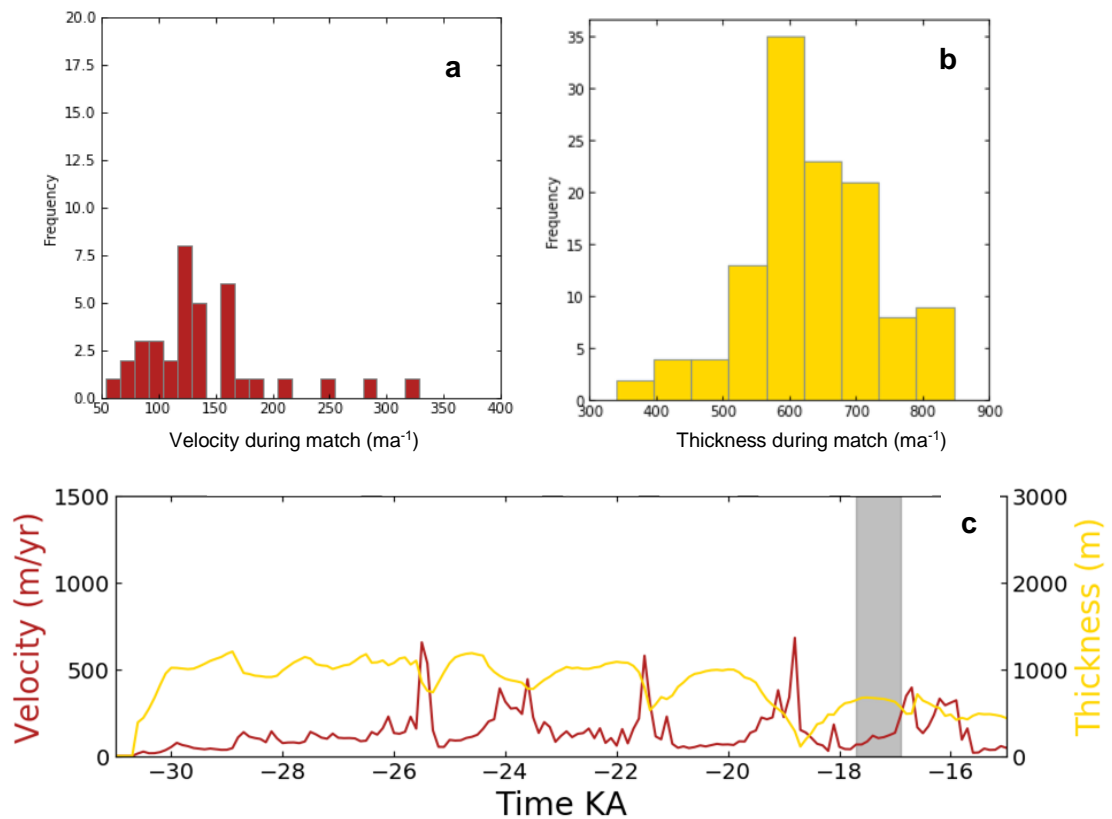 a
20.0
17.5
15.0
12.5
10.0
7.5
5.0
2.5
0.0
Frequency
50 100 150 200 250 300 350 400
Velocity during match (ma⁻¹)
b
35
30
25
20
15
10
5
0
Frequency
300 400 500 600 700 800 900
Thickness during match (ma⁻¹)
c
1500
1000
500
0
Velocity (m/yr)
3000
2000
1000
0
Thickness (m)
−30 −28 −26 −24 −22 −20 −18 −16
Time KA